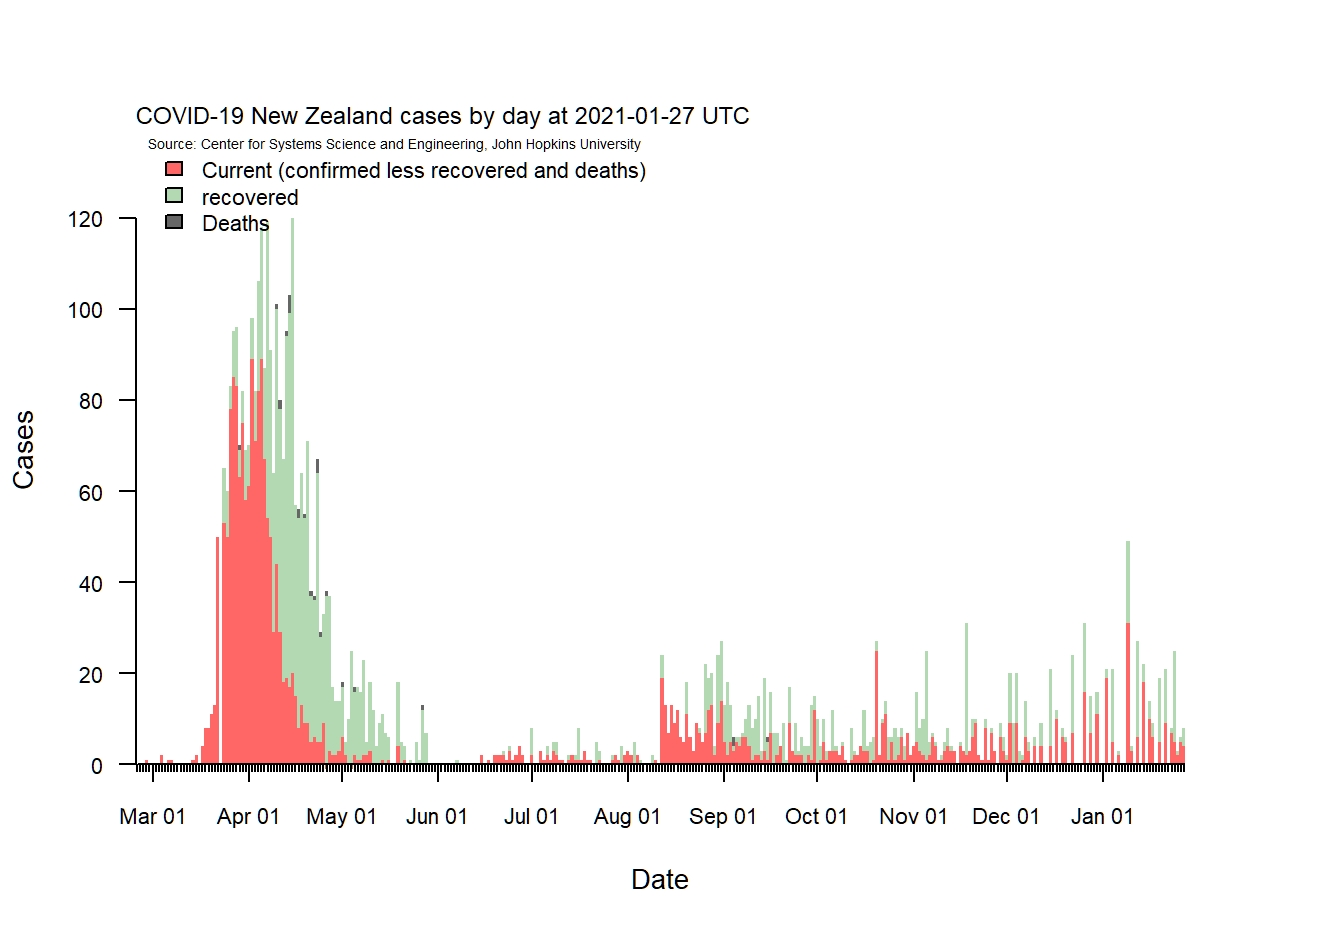 COVID-19 New Zealand cases by day at 2021-01-27 UTC
Source: Center for Systems Science and Engineering, John Hopkins University
Current (confirmed less recovered and deaths)
recovered
Deaths
120
100
80
60
40
20
0
Cases
Mar 01 Apr 01 May 01 Jun 01 Jul 01 Aug 01 Sep 01 Oct 01 Nov 01 Dec 01 Jan 01
Date